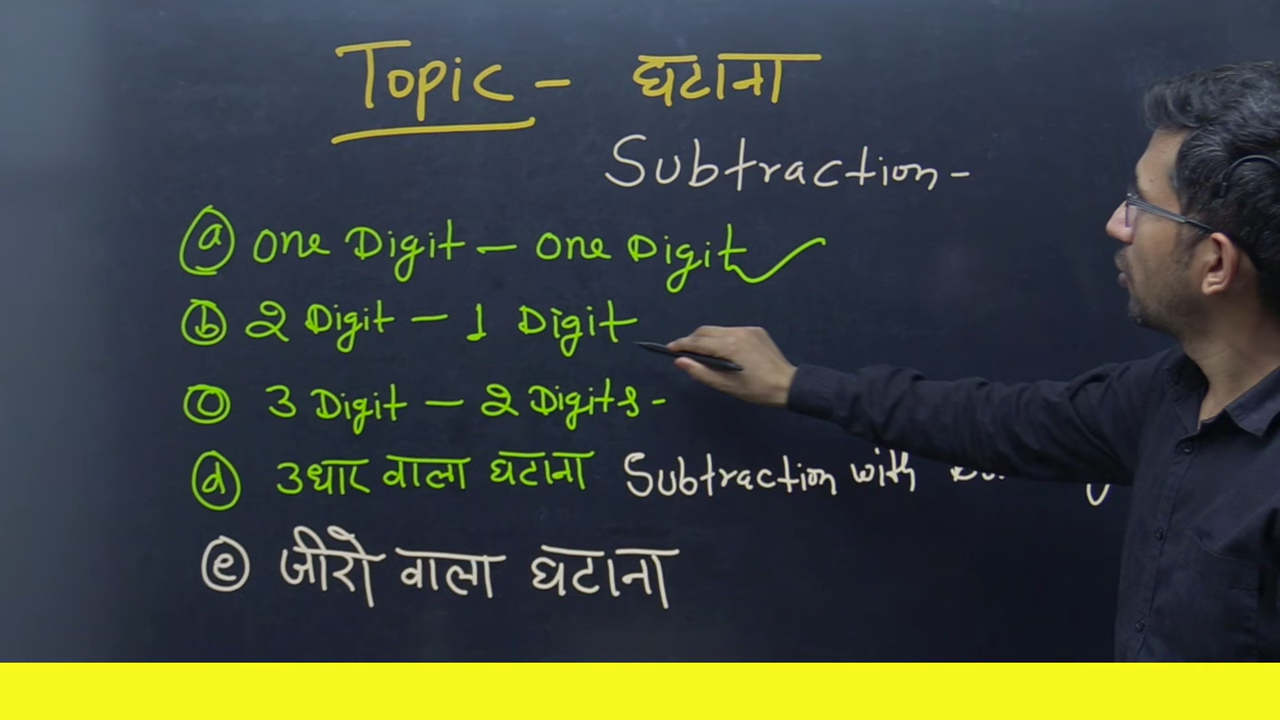 Topic - घटाना
Subtraction -
(a) One Digit - One Digit ✓
(b) 2 Digit - 1 Digit
(c) 3 Digit - 2 Digits -
(d) उधार वाला घटाना Subtraction with
(e) जीरो वाला घटाना